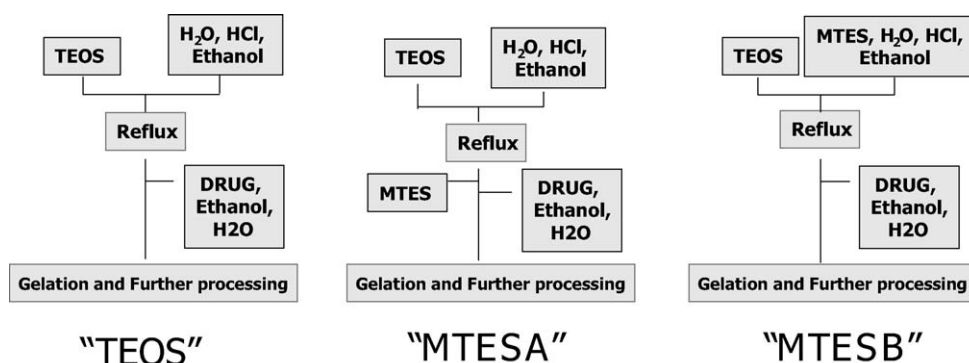 TEOS
H₂O, HCl,
Ethanol
Reflux
DRUG,
Ethanol,
H2O
Gelation and Further processing
"TEOS"
TEOS
H₂O, HCl,
Ethanol
Reflux
MTES
DRUG,
Ethanol,
H2O
Gelation and Further processing
"MTESA"
TEOS
MTES, H₂O, HCl,
Ethanol
Reflux
DRUG,
Ethanol,
H2O
Gelation and Further processing
"MTESB"